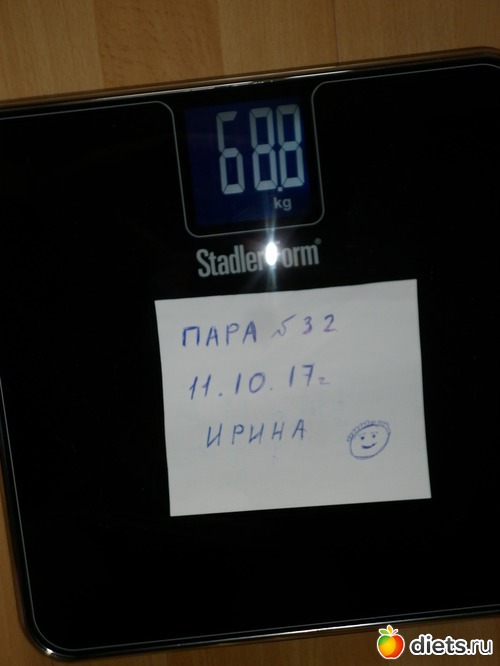 68.8
kg
Stadler Form®
ПАРА №32
11.10.17г
ИРИНА
diets.ru